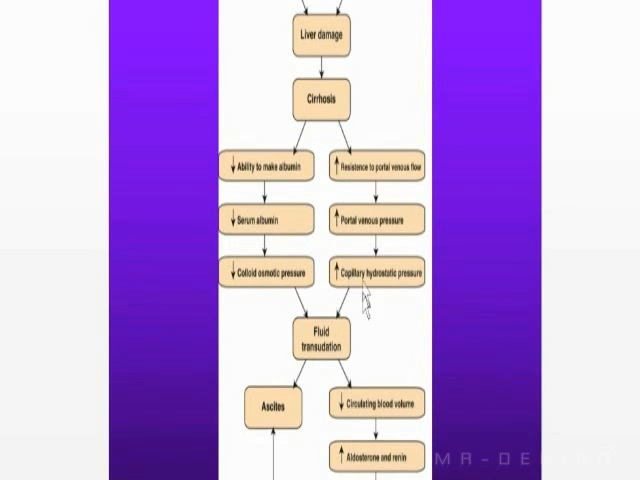 Liver damage
Cirrhosis
↓ Ability to make albumin
↑ Resistence to portal venous flow
↓ Serum albumin
↑ Portal venous pressure
↓ Colloid osmotic pressure
↑ Capillary hydrostatic pressure
Fluid
transudation
Ascites
↓ Circulating blood volume
↑ Aldosterone and renin